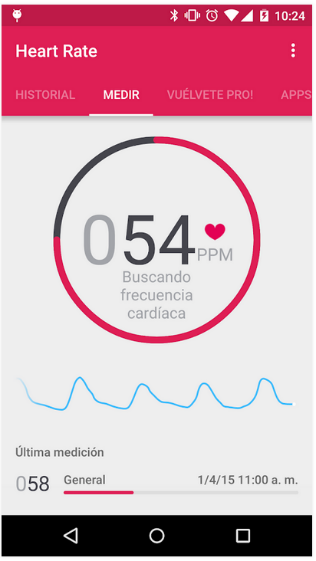 10:24
Heart Rate
HISTORIAL MEDIR VUÉLVETE PRO! APPS
054 PPM
Buscando
frecuencia
cardíaca
Última medición
058 General 1/4/15 11:00 a. m.